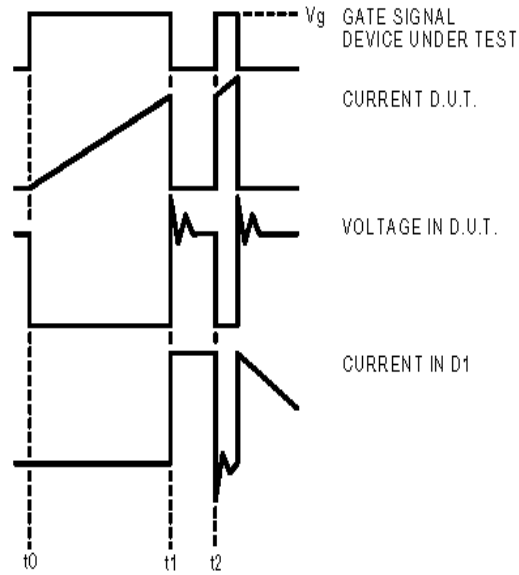 Vg GATE SIGNAL
DEVICE UNDER TEST
CURRENT D.U.T.
VOLTAGE IN D.U.T.
CURRENT IN D1
t0 t1 t2